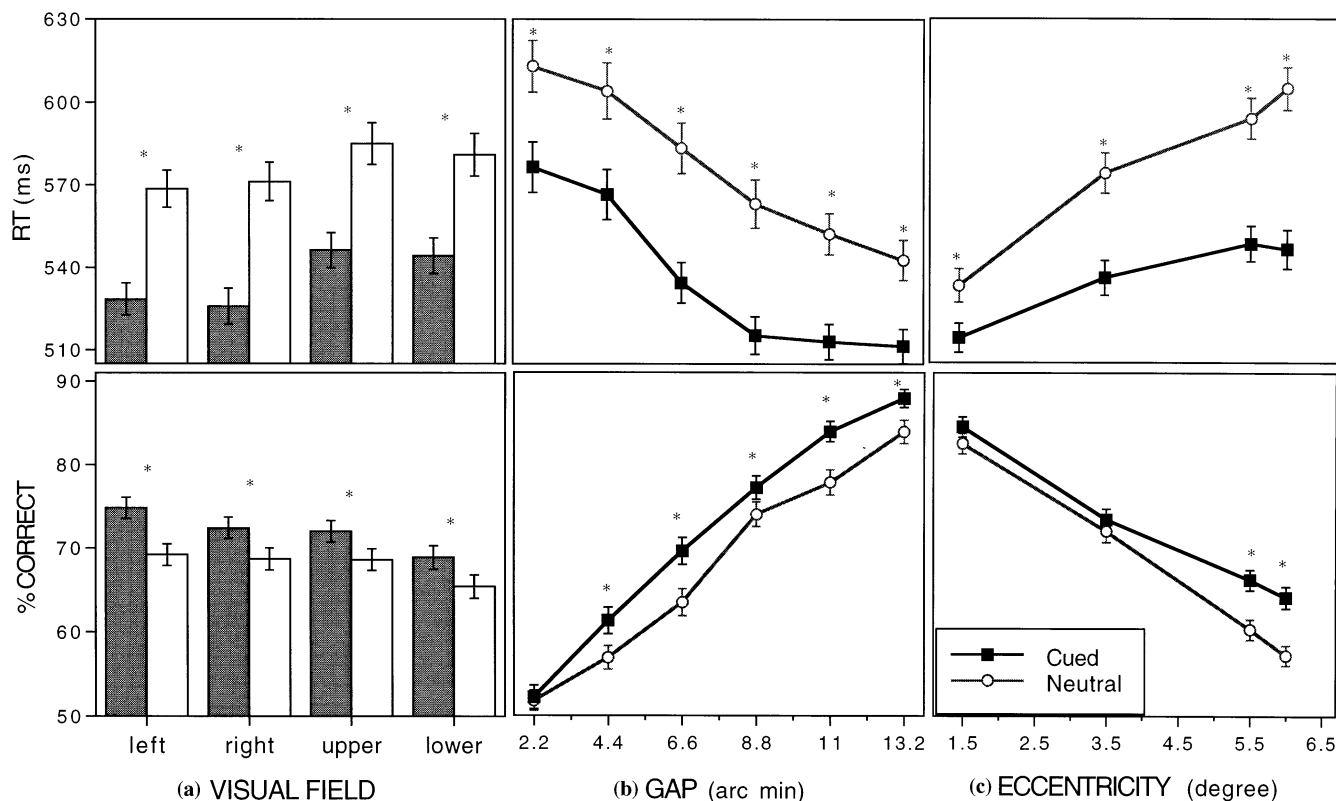 630
600
570
540
510
RT (ms)
* * * *
* * * * * *
* * * *
90
80
70
60
50
% CORRECT
* * * *
* * * * *
* *
Cued
Neutral
left right upper lower
2.2 4.4 6.6 8.8 11 13.2
1.5 2.5 3.5 4.5 5.5 6.5
(a) VISUAL FIELD
(b) GAP (arc min)
(c) ECCENTRICITY (degree)